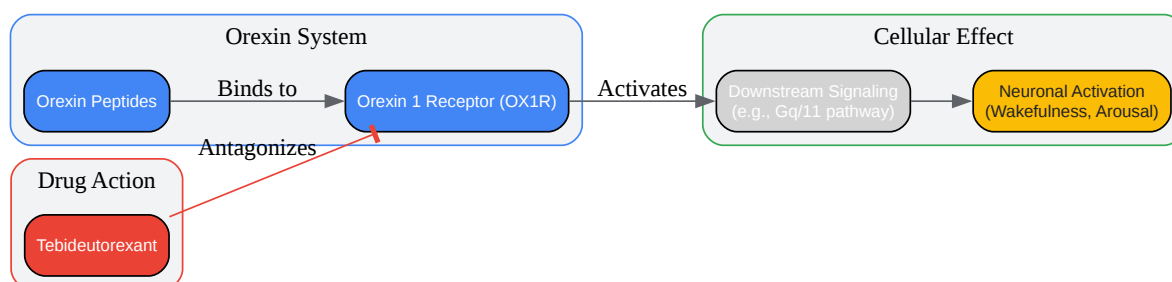 Orexin System
Cellular Effect
Orexin Peptides
Binds to
Orexin 1 Receptor (OX1R)
Activates
Downstream Signaling
(e.g., Gq/11 pathway)
Neuronal Activation
(Wakefulness, Arousal)
Antagonizes
Drug Action
Tebideutorexant